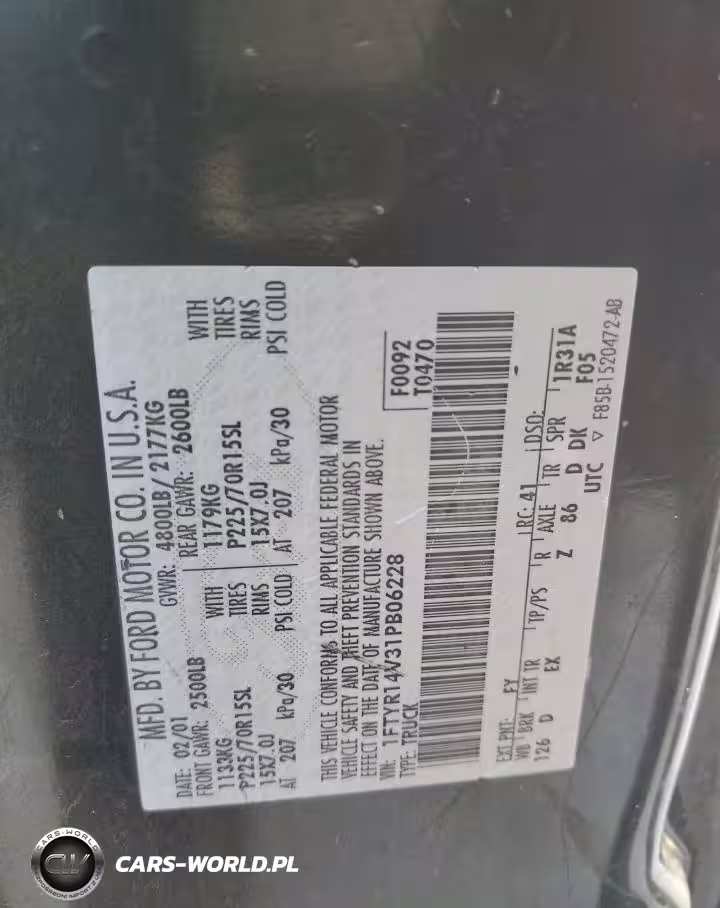 MFD. BY FORD MOTOR CO. IN U.S.A.
DATE: 02/01 GVWR: 4800LB/ 2177KG
FRONT GAWR: 2500LB REAR GAWR: 2600LB
1133KG WITH 1179KG WITH
P225/70R15SL TIRES P225/70R15SL TIRES
15X7.0J RIMS 15X7.0J RIMS
AT 207 kPa/30 PSI COLD AT 207 kPa/30 PSI COLD
THIS VEHICLE CONFORMS TO ALL APPLICABLE FEDERAL MOTOR
VEHICLE SAFETY AND THEFT PREVENTION STANDARDS IN
EFFECT ON THE DATE OF MANUFACTURE SHOWN ABOVE.
VIN: 1FTYR14V31PB06228 F0092
TYPE: TRUCK T0470
EXT PNT: FY RC: 41 DSO:
WB BRK INT TR TP/PS R AXLE TR SPR 1R31A
126 D EX Z 86 D DK F05
UTC ▽ F85B-1520472-AB
CARS-WORLD
CW
CARS-WORLD.PL